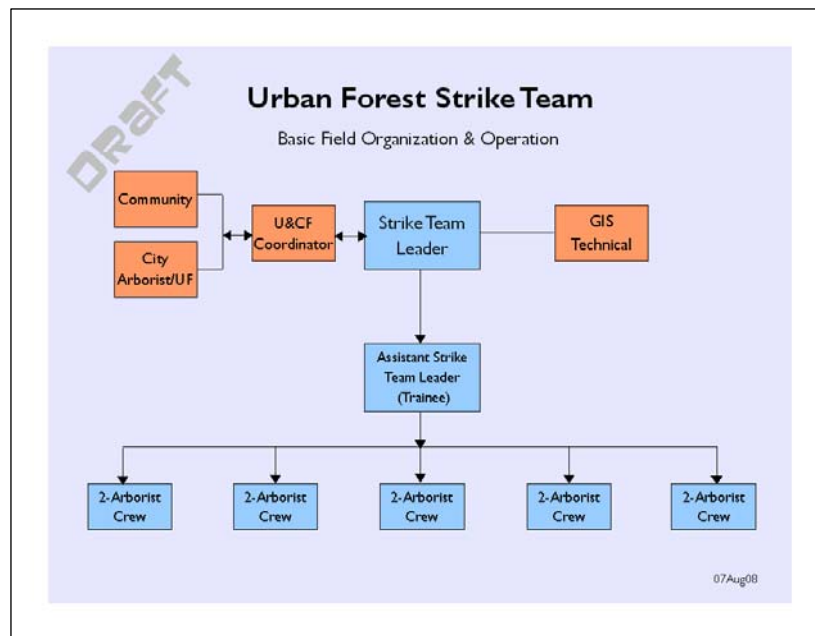 DRaFT
Urban Forest Strike Team
Basic Field Organization & Operation
Community
City
Arborist/UF
U&CF
Coordinator
Strike Team
Leader
GIS
Technical
Assistant Strike
Team Leader
(Trainee)
2-Arborist
Crew
2-Arborist
Crew
2-Arborist
Crew
2-Arborist
Crew
2-Arborist
Crew
07Aug08